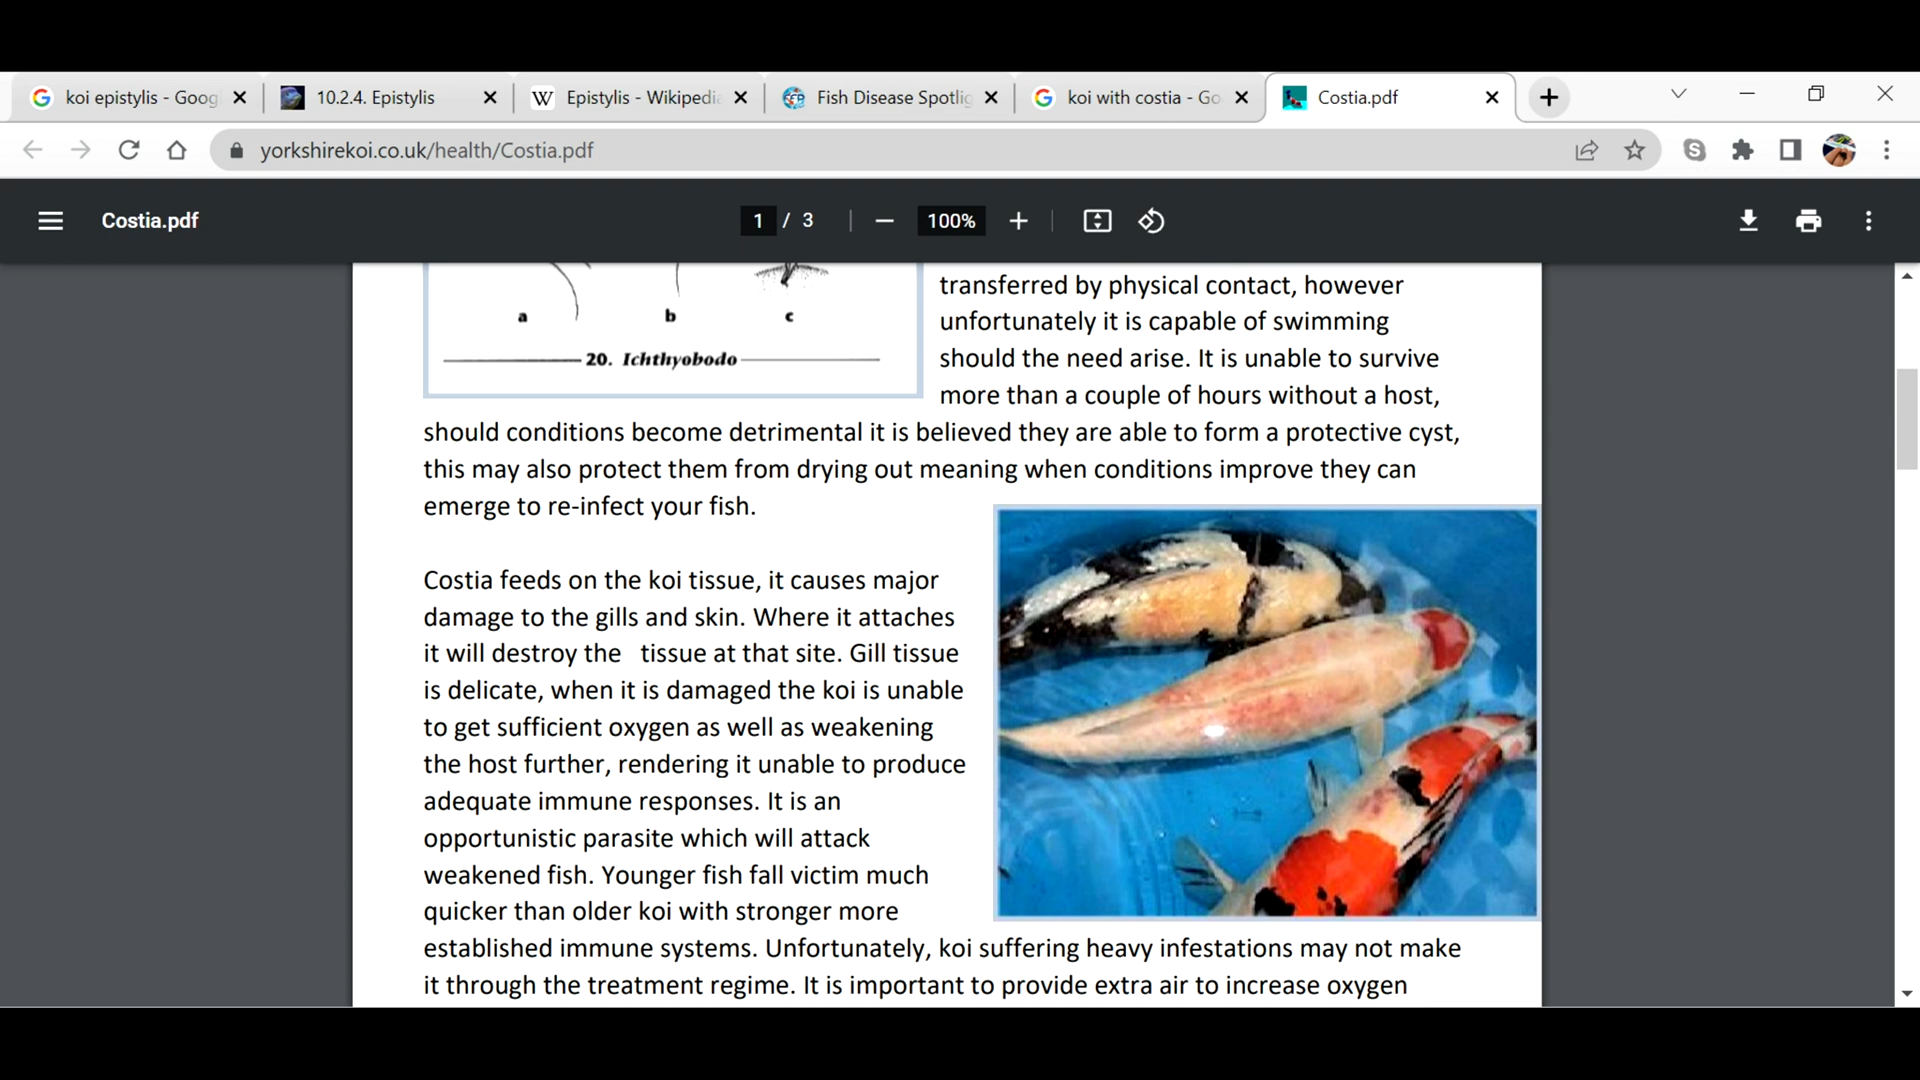 koi epistylis - Goog
10.2.4. Epistylis
Epistylis - Wikipedia
Fish Disease Spotlig
koi with costia - Go
Costia.pdf
yorkshirekoi.co.uk/health/Costia.pdf
Costia.pdf
1 / 3
100%
a b c
20. Ichthyobodo
transferred by physical contact, however
unfortunately it is capable of swimming
should the need arise. It is unable to survive
more than a couple of hours without a host,
should conditions become detrimental it is believed they are able to form a protective cyst,
this may also protect them from drying out meaning when conditions improve they can
emerge to re-infect your fish.
Costia feeds on the koi tissue, it causes major
damage to the gills and skin. Where it attaches
it will destroy the tissue at that site. Gill tissue
is delicate, when it is damaged the koi is unable
to get sufficient oxygen as well as weakening
the host further, rendering it unable to produce
adequate immune responses. It is an
opportunistic parasite which will attack
weakened fish. Younger fish fall victim much
quicker than older koi with stronger more
established immune systems. Unfortunately, koi suffering heavy infestations may not make
it through the treatment regime. It is important to provide extra air to increase oxygen